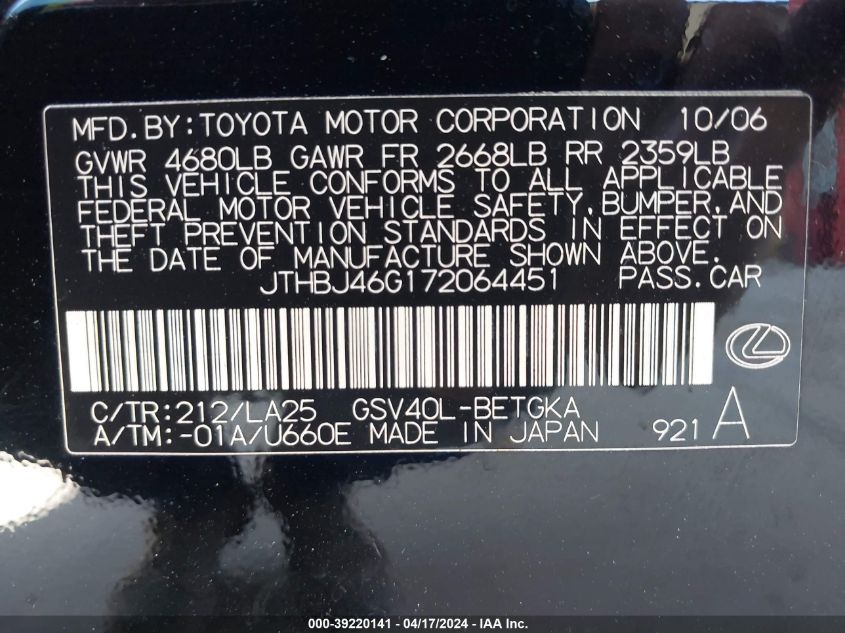 MFD.BY:TOYOTA MOTOR CORPORATION 10/06
GVWR 4680LB GAWR FR 2668LB RR 2359LB
THIS VEHICLE CONFORMS TO ALL APPLICABLE
FEDERAL MOTOR VEHICLE SAFETY,BUMPER,AND
THEFT PREVENTION STANDARDS IN EFFECT ON
THE DATE OF MANUFACTURE SHOWN ABOVE.
JTHBJ46G172064451 PASS.CAR
C/TR:212/LA25 GSV40L-BETGKA
A/TM:-01A/U660E MADE IN JAPAN 921 A
000-39220141 - 04/17/2024 - IAA Inc.